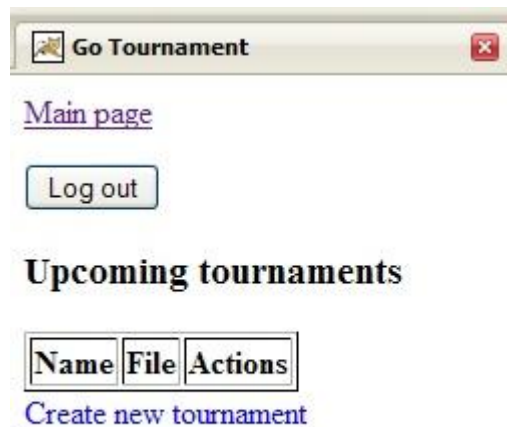 Go Tournament
Main page
Log out
Upcoming tournaments
Name File Actions
Create new tournament